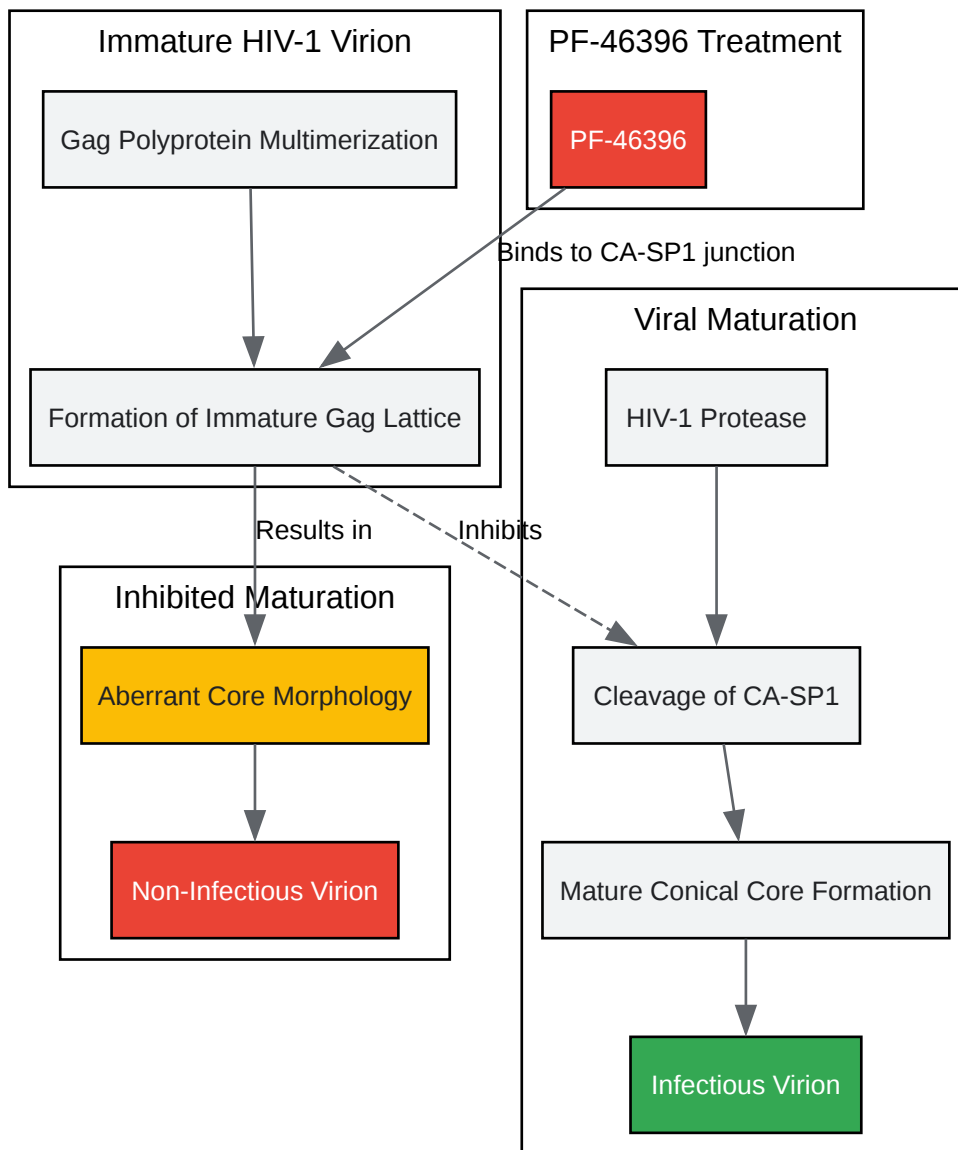 Immature HIV-1 Virion
PF-46396 Treatment
Gag Polyprotein Multimerization
PF-46396
Binds to CA-SP1 junction
Viral Maturation
Formation of Immature Gag Lattice
HIV-1 Protease
Results in
Inhibits
Inhibited Maturation
Aberrant Core Morphology
Cleavage of CA-SP1
Non-Infectious Virion
Mature Conical Core Formation
Infectious Virion